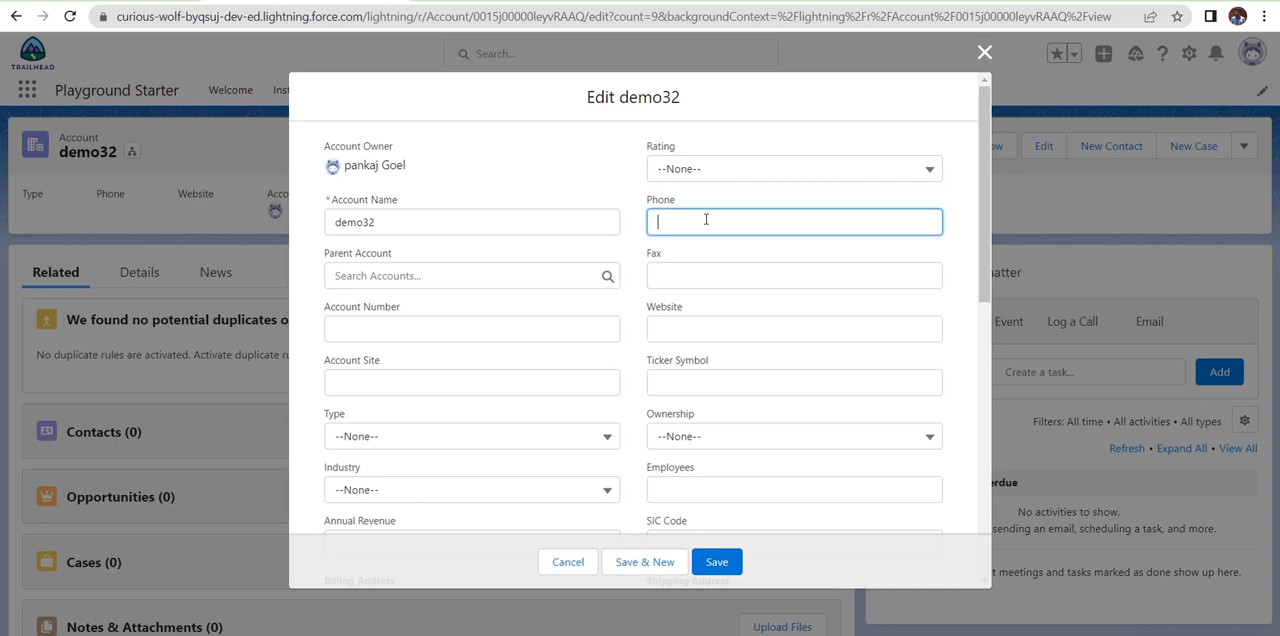 curious-wolf-byqsuj-dev-ed.lightning.force.com/lightning/r/Account/0015j00000leyvRAAQ/edit?count=9&backgroundContext=%2Flightning%2Fr%2FAccount%2F0015j00000leyvRAAQ%2Fview
TRAILHEAD
Search...
Playground Starter
Welcome
Account
demo32
Edit
New Contact
New Case
Type
Phone
Website
Edit demo32
Account Owner
pankaj Goel
Rating
--None--
*Account Name
demo32
Phone
Parent Account
Search Accounts...
Fax
Account Number
Website
Account Site
Ticker Symbol
Type
--None--
Ownership
--None--
Industry
--None--
Employees
Annual Revenue
SIC Code
Billing Address
Shipping Address
Cancel
Save & New
Save
Related
Details
News
We found no potential duplicates o
No duplicate rules are activated. Activate duplicate ru
Contacts (0)
Opportunities (0)
Cases (0)
Notes & Attachments (0)
Upload Files
Event
Log a Call
Email
Create a task...
Add
Filters: All time • All activities • All types
Refresh • Expand All • View All
No activities to show.
sending an email, scheduling a task, and more.
t meetings and tasks marked as done show up here.